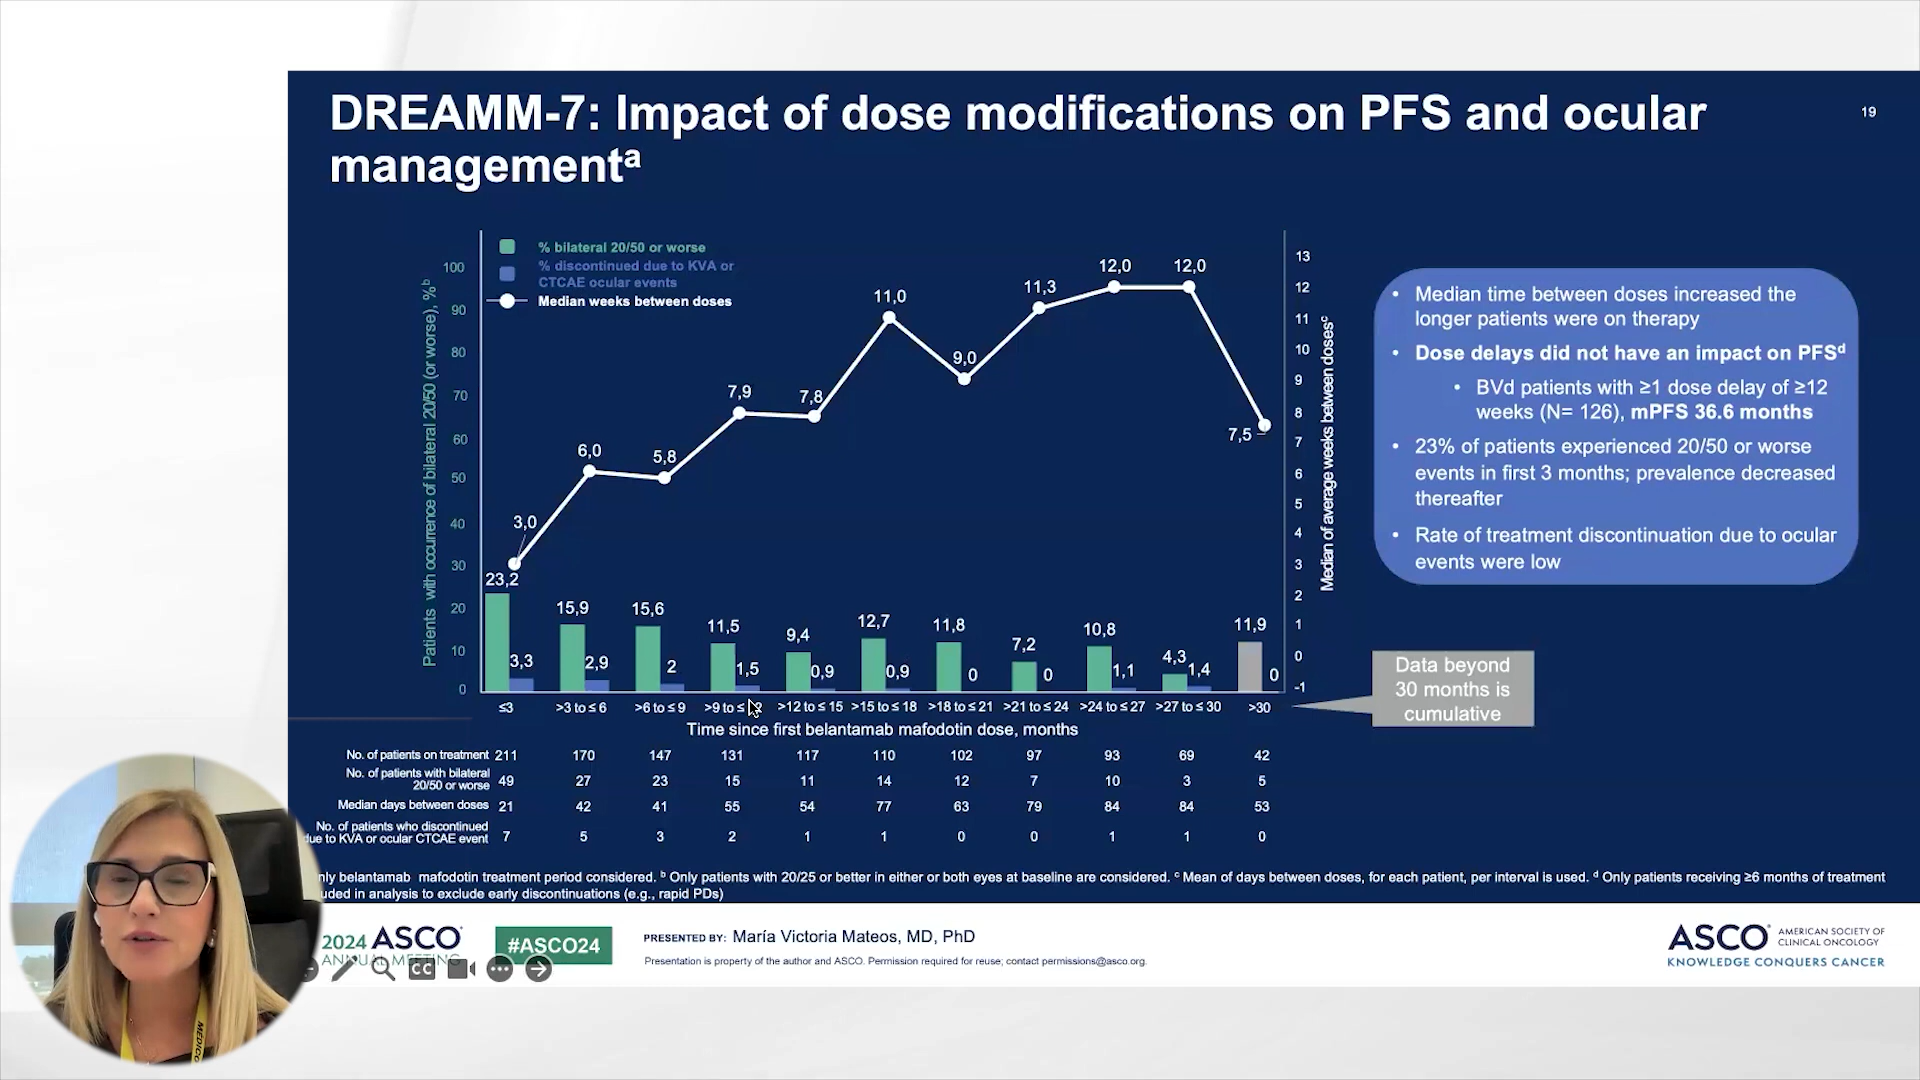 DREAMM-7: Impact of dose modifications on PFS and ocular
managementᵃ
19
% bilateral 20/50 or worse
% discontinued due to KVA or
CTCAE ocular events
Median weeks between doses
Patients with occurrence of bilateral 20/50 (or worse), %ᵇ
100
90
80
70
60
50
40
30
20
10
0
3,0
6,0
5,8
7,9
7,8
11,0
9,0
11,3
12,0
12,0
7,5
23,2
3,3
15,9
2,9
15,6
2
11,5
1,5
9,4
0,9
12,7
0,9
11,8
0
7,2
0
10,8
1,1
4,3
1,4
11,9
0
13
12
11
10
9
8
7
6
5
4
3
2
1
0
-1
Median of average weeks between dosesᶜ
≤3 >3 to ≤ 6 >6 to ≤ 9 >9 to ≤ >12 to ≤ 15 >15 to ≤ 18 >18 to ≤ 21 >21 to ≤ 24 >24 to ≤ 27 >27 to ≤ 30 >30
Time since first belantamab mafodotin dose, months
No. of patients on treatment 211 170 147 131 117 110 102 97 93 69 42
No. of patients with bilateral
20/50 or worse 49 27 23 15 11 14 12 7 10 3 5
Median days between doses 21 42 41 55 54 77 63 79 84 84 53
No. of patients who discontinued
due to KVA or ocular CTCAE event 7 5 3 2 1 1 0 0 1 1 0
• Median time between doses increased the
longer patients were on therapy
• Dose delays did not have an impact on PFSᵈ
• BVd patients with ≥1 dose delay of ≥12
weeks (N= 126), mPFS 36.6 months
• 23% of patients experienced 20/50 or worse
events in first 3 months; prevalence decreased
thereafter
• Rate of treatment discontinuation due to ocular
events were low
Data beyond
30 months is
cumulative
belantamab mafodotin treatment period considered. ᵇ Only patients with 20/25 or better in either or both eyes at baseline are considered. ᶜ Mean of days between doses, for each patient, per interval is used. ᵈ Only patients receiving ≥6 months of treatment
in analysis to exclude early discontinuations (e.g., rapid PDs)
2024 ASCO
ANNUAL MEETING
#ASCO24
PRESENTED BY: María Victoria Mateos, MD, PhD
Presentation is property of the author and ASCO. Permission required for reuse; contact permissions@asco.org.
CC
ASCO AMERICAN SOCIETY OF
CLINICAL ONCOLOGY
KNOWLEDGE CONQUERS CANCER
MEDICO